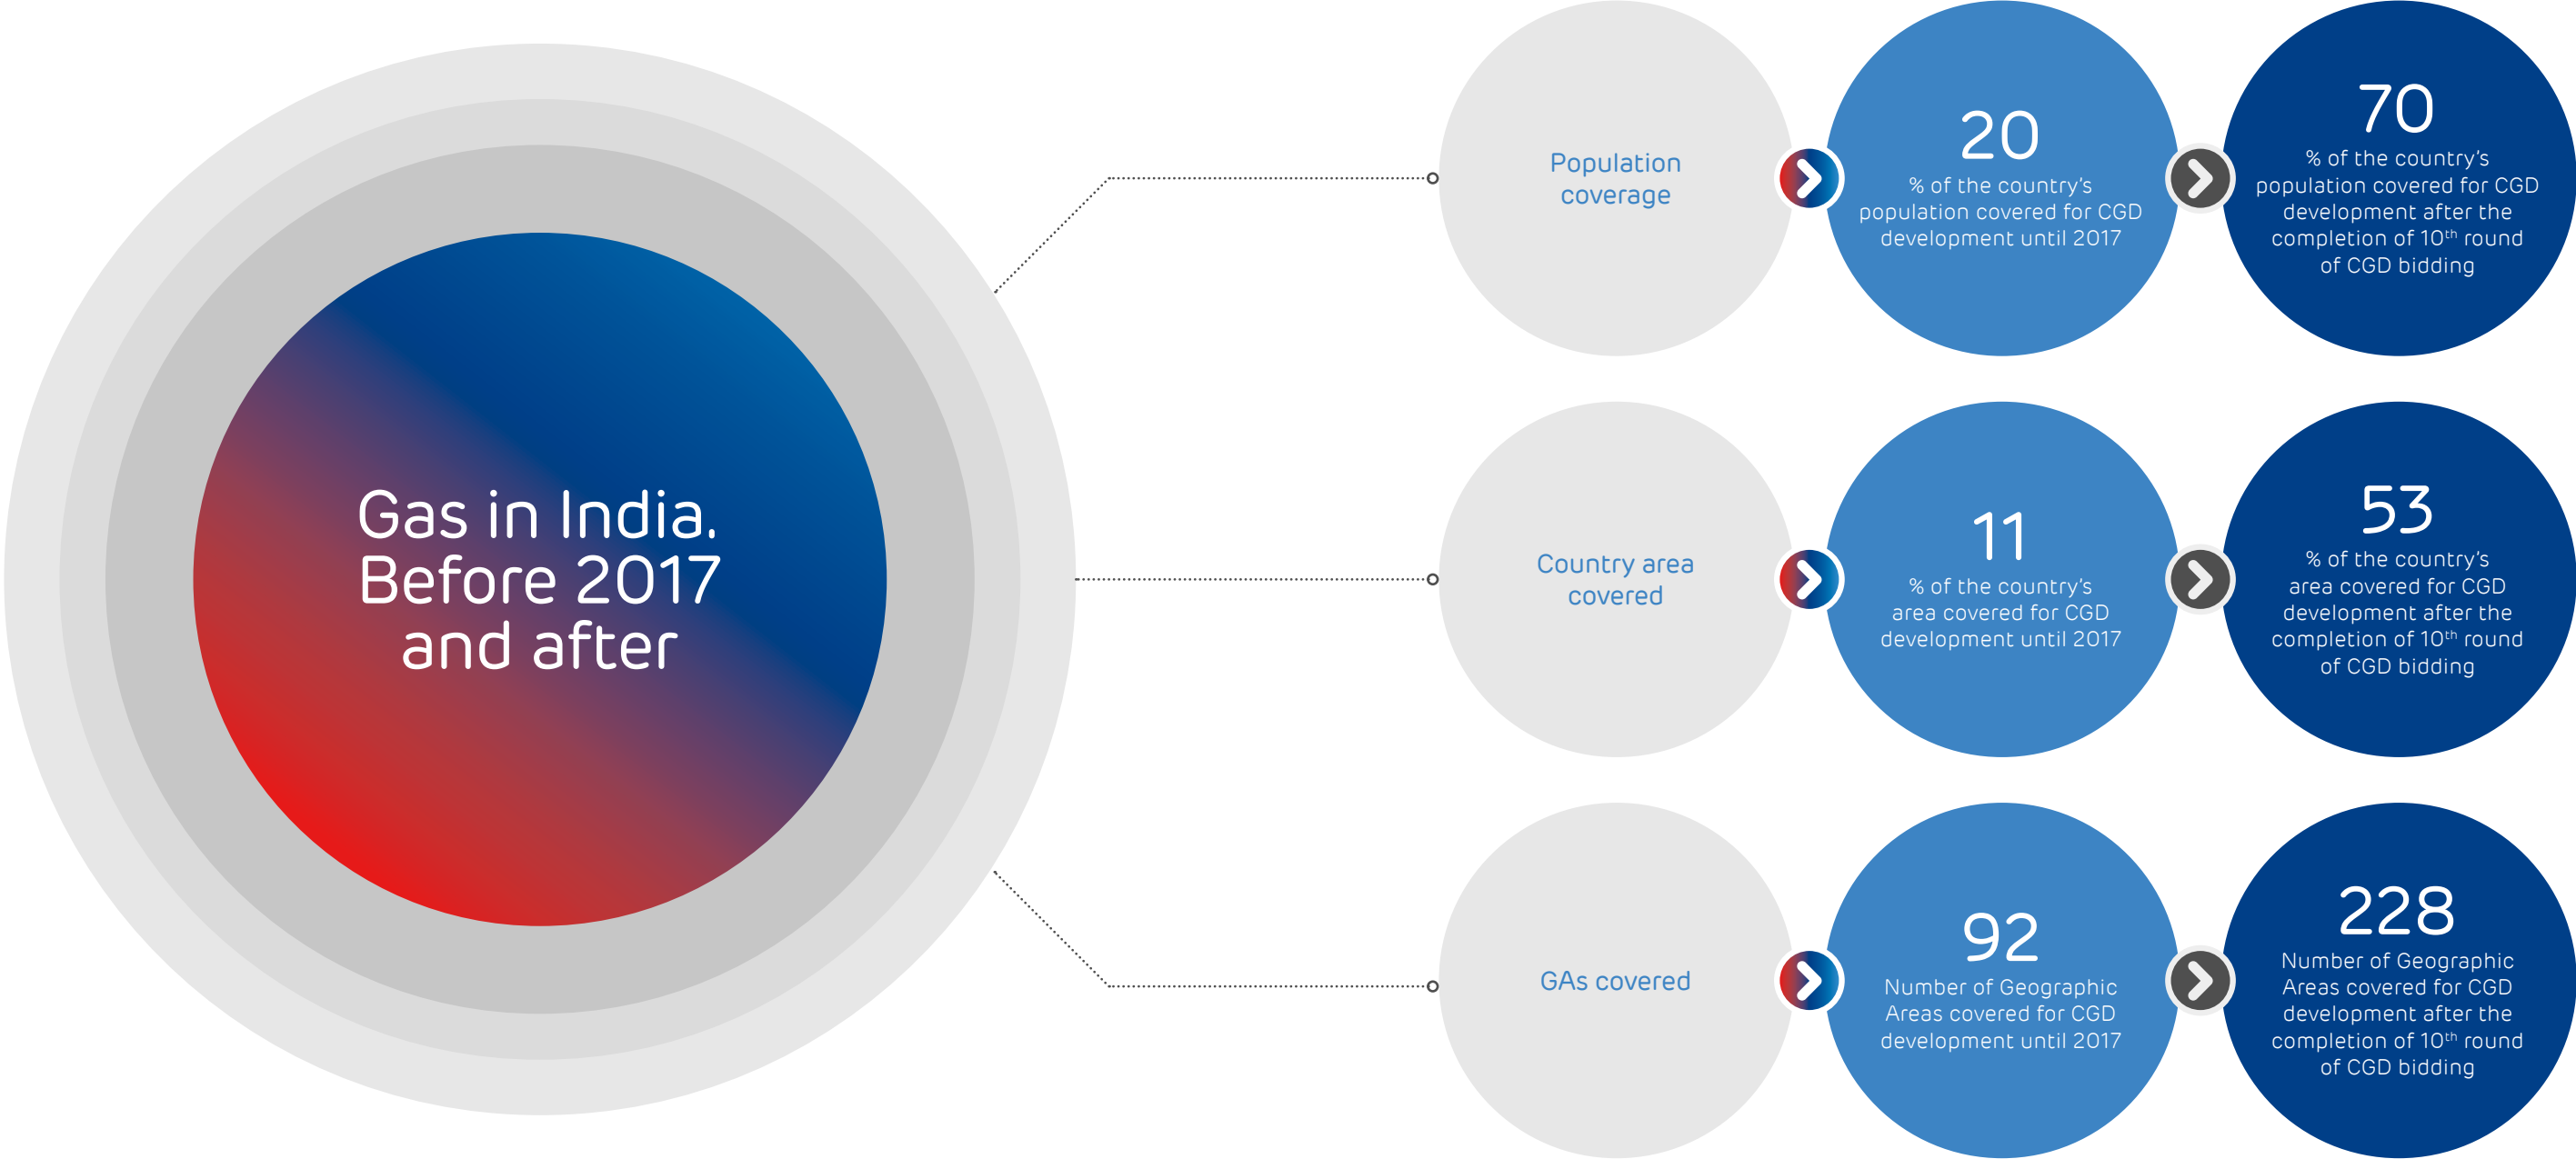 Gas in India.
Before 2017
and after
Population
coverage
20
% of the country's
population covered for CGD
development until 2017
70
% of the country's
population covered for CGD
development after the
completion of 10th round
of CGD bidding
Country area
covered
11
% of the country's
area covered for CGD
development until 2017
53
% of the country's
area covered for CGD
development after the
completion of 10th round
of CGD bidding
GAs covered
92
Number of Geographic
Areas covered for CGD
development until 2017
228
Number of Geographic
Areas covered for CGD
development after the
completion of 10th round
of CGD bidding